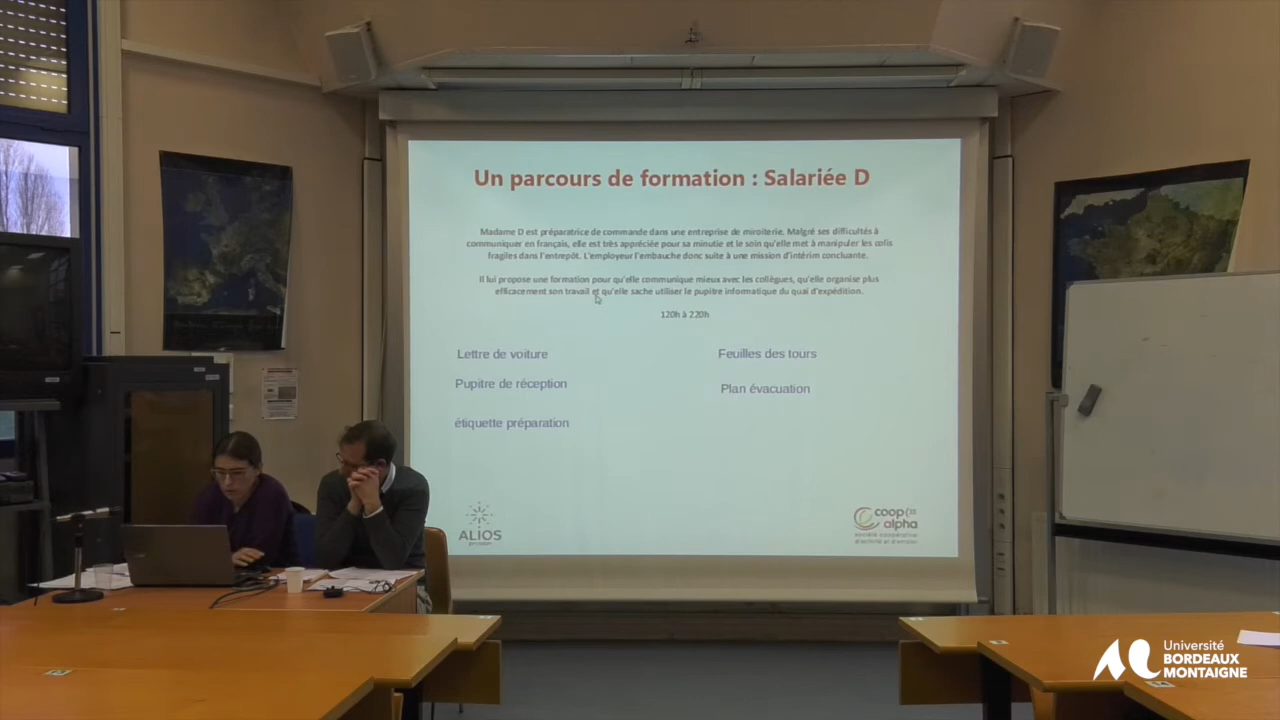 Un parcours de formation : Salariée D
Madame D est préparatrice de commande dans une entreprise de miroiterie. Malgré ses difficultés à
communiquer en français, elle est très appréciée pour sa minutie et le soin qu'elle met à manipuler les colis
fragiles dans l'entrepôt. L'employeur l'embauche donc suite à une mission d'intérim concluante.
Il lui propose une formation pour qu'elle communique mieux avec les collègues, qu'elle organise plus
efficacement son travail et qu'elle sache utiliser le pupitre informatique du quai d'expédition.
120h à 220h
Lettre de voiture
Feuilles des tours
Pupitre de réception
Plan évacuation
étiquette préparation
ALIOS
coop
alpha
société coopérative
d'activité et d'emploi
Université
BORDEAUX
MONTAIGNE